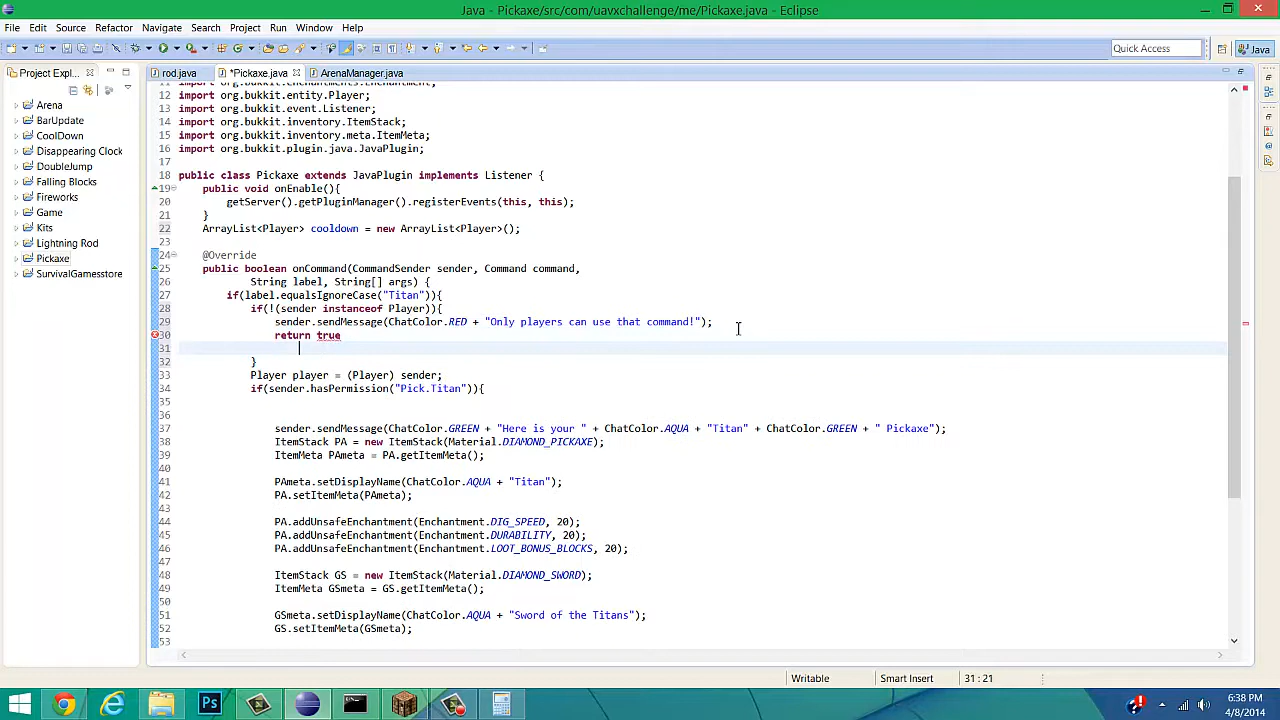 Java - Pickaxe/src/com/uavxchallenge/me/Pickaxe.java - Eclipse
File Edit Source Refactor Navigate Search Project Run Window Help
Quick Access
Java
Project Expl...
rod.java
*Pickaxe.java
ArenaManager.java
Arena
BarUpdate
CoolDown
Disappearing Clock
DoubleJump
Falling Blocks
Fireworks
Game
Kits
Lightning Rod
Pickaxe
SurvivalGamesstore
12 import org.bukkit.entity.Player;
13 import org.bukkit.event.Listener;
14 import org.bukkit.inventory.ItemStack;
15 import org.bukkit.inventory.meta.ItemMeta;
16 import org.bukkit.plugin.java.JavaPlugin;
17
18 public class Pickaxe extends JavaPlugin implements Listener {
19 public void onEnable(){
20 getServer().getPluginManager().registerEvents(this, this);
21 }
22 ArrayList<Player> cooldown = new ArrayList<Player>();
23
24 @Override
25 public boolean onCommand(CommandSender sender, Command command,
26 String label, String[] args) {
27 if(label.equalsIgnoreCase("Titan")){
28 if(!(sender instanceof Player)){
29 sender.sendMessage(ChatColor.RED + "Only players can use that command!");
30 return true
31
32 }
33 Player player = (Player) sender;
34 if(sender.hasPermission("Pick.Titan")){
35
36
37 sender.sendMessage(ChatColor.GREEN + "Here is your " + ChatColor.AQUA + "Titan" + ChatColor.GREEN + " Pickaxe");
38 ItemStack PA = new ItemStack(Material.DIAMOND_PICKAXE);
39 ItemMeta PAmeta = PA.getItemMeta();
40
41 PAmeta.setDisplayName(ChatColor.AQUA + "Titan");
42 PA.setItemMeta(PAmeta);
43
44 PA.addUnsafeEnchantment(Enchantment.DIG_SPEED, 20);
45 PA.addUnsafeEnchantment(Enchantment.DURABILITY, 20);
46 PA.addUnsafeEnchantment(Enchantment.LOOT_BONUS_BLOCKS, 20);
47
48 ItemStack GS = new ItemStack(Material.DIAMOND_SWORD);
49 ItemMeta GSmeta = GS.getItemMeta();
50
51 GSmeta.setDisplayName(ChatColor.AQUA + "Sword of the Titans");
52 GS.setItemMeta(GSmeta);
53
Writable Smart Insert 31 : 21
Ps
6:38 PM
4/8/2014